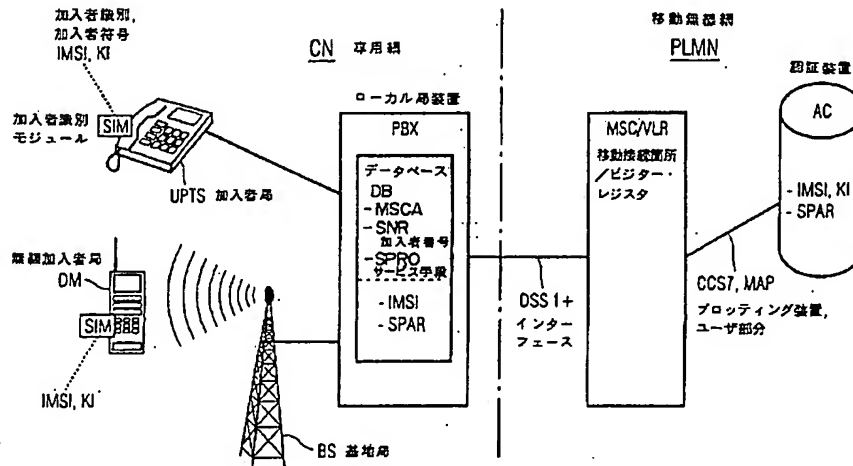 加入者識別,
加入者符号
IMSI, KI
加入者識別
モジュール
SIM
UPTS 加入者局
無線加入者局
DM
SIM
IMSI, KI
BS 基地局
CN 専用網
ローカル局装置
PBX
データベース
DB
-MSCA
-SNR
加入者番号
-SPRO
サービス手段
- IMSI
- SPAR
DSS1+
インター
フェース
移動無線網
PLMN
MSC/VLR
移動接続箇所
/ビジター・
レジスタ
認証装置
AC
- IMSI, KI
- SPAR
CCS7, MAP
プロッティング装置,
ユーザ部分